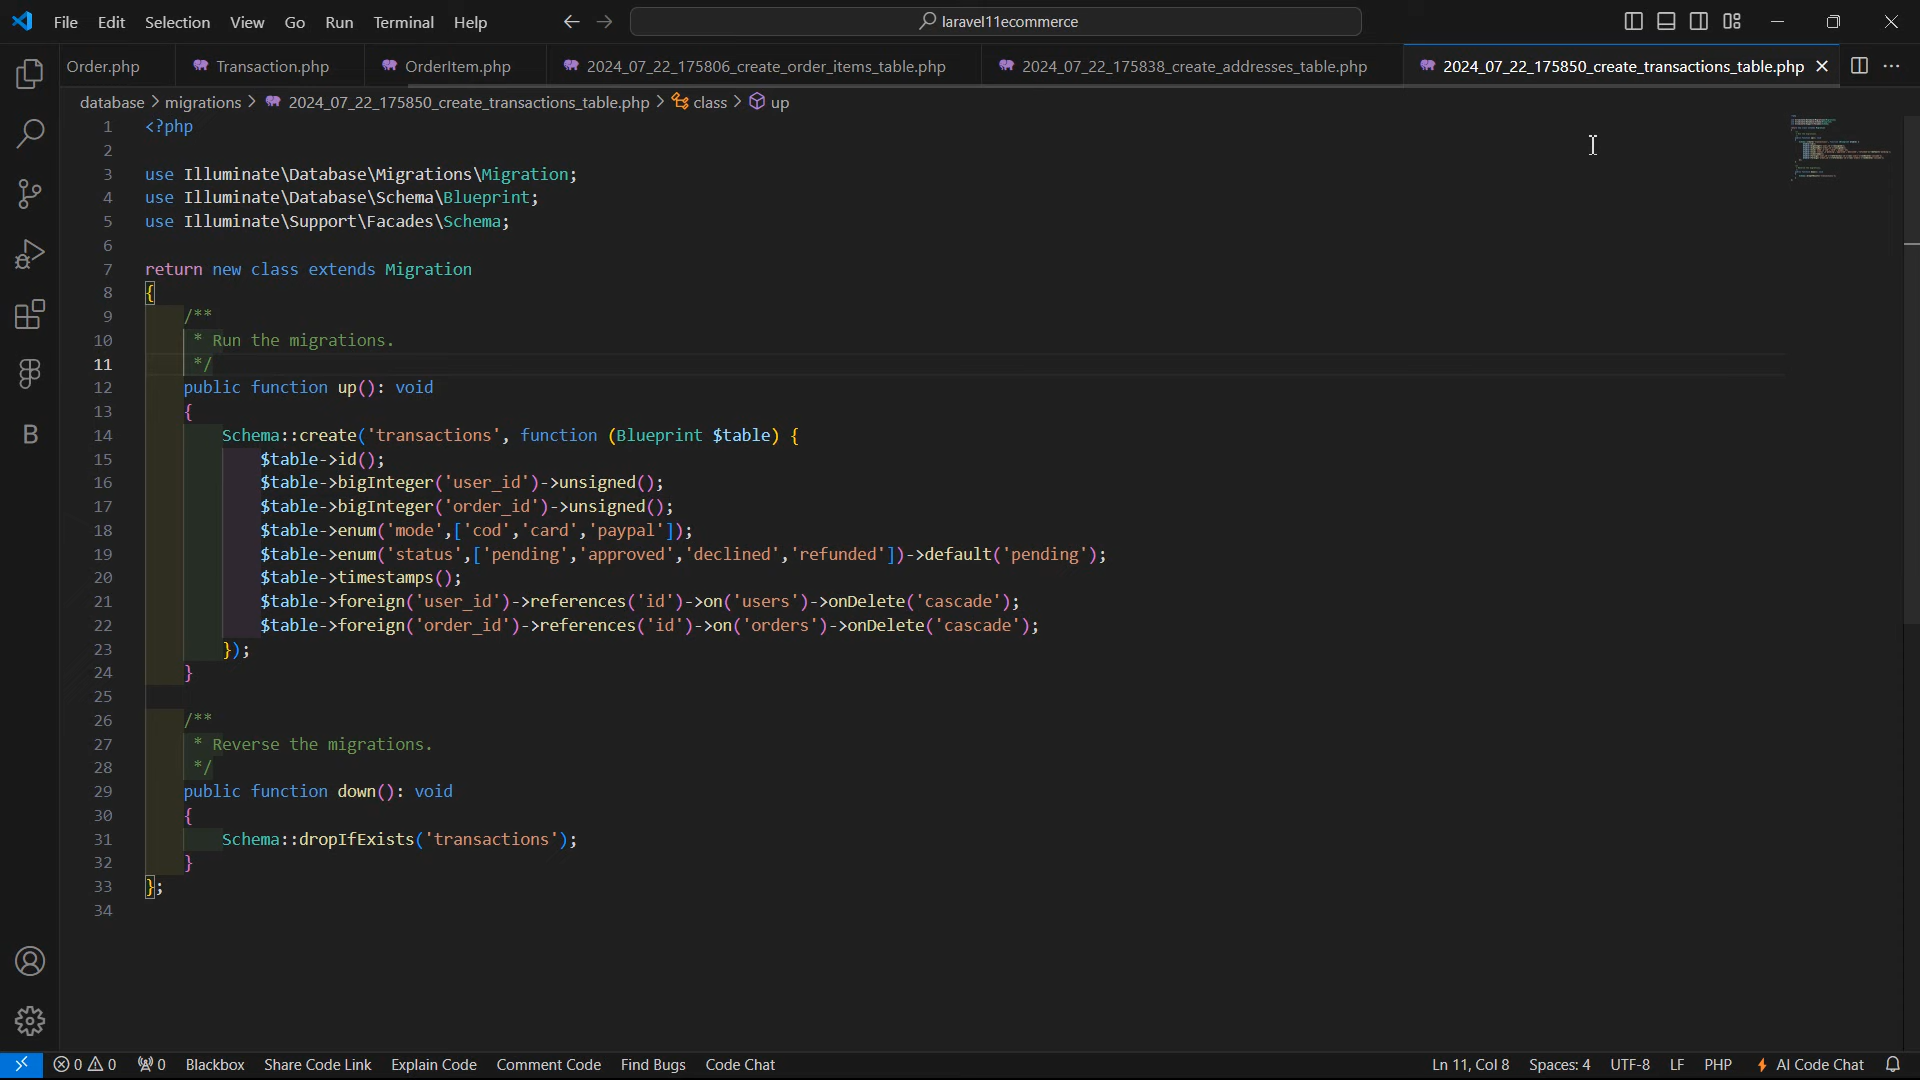 File Edit Selection View Go Run Terminal Help laravel11ecommerce
Order.php Transaction.php OrderItem.php 2024_07_22_175806_create_order_items_table.php 2024_07_22_175838_create_addresses_table.php 2024_07_22_175850_create_transactions_table.php
database > migrations > 2024_07_22_175850_create_transactions_table.php > class > up
1 <?php
2
3 use Illuminate\Database\Migrations\Migration;
4 use Illuminate\Database\Schema\Blueprint;
5 use Illuminate\Support\Facades\Schema;
6
7 return new class extends Migration
8 {
9     /**
10      * Run the migrations.
11      */
12     public function up(): void
13     {
14         Schema::create('transactions', function (Blueprint $table) {
15             $table->id();
16             $table->bigInteger('user_id')->unsigned();
17             $table->bigInteger('order_id')->unsigned();
18             $table->enum('mode',['cod','card','paypal']);
19             $table->enum('status',['pending','approved','declined','refunded'])->default('pending');
20             $table->timestamps();
21             $table->foreign('user_id')->references('id')->on('users')->onDelete('cascade');
22             $table->foreign('order_id')->references('id')->on('orders')->onDelete('cascade');
23         });
24     }
25
26     /**
27      * Reverse the migrations.
28      */
29     public function down(): void
30     {
31         Schema::dropIfExists('transactions');
32     }
33 };
34
0 0 0 Blackbox Share Code Link Explain Code Comment Code Find Bugs Code Chat Ln 11, Col 8 Spaces: 4 UTF-8 LF PHP AI Code Chat